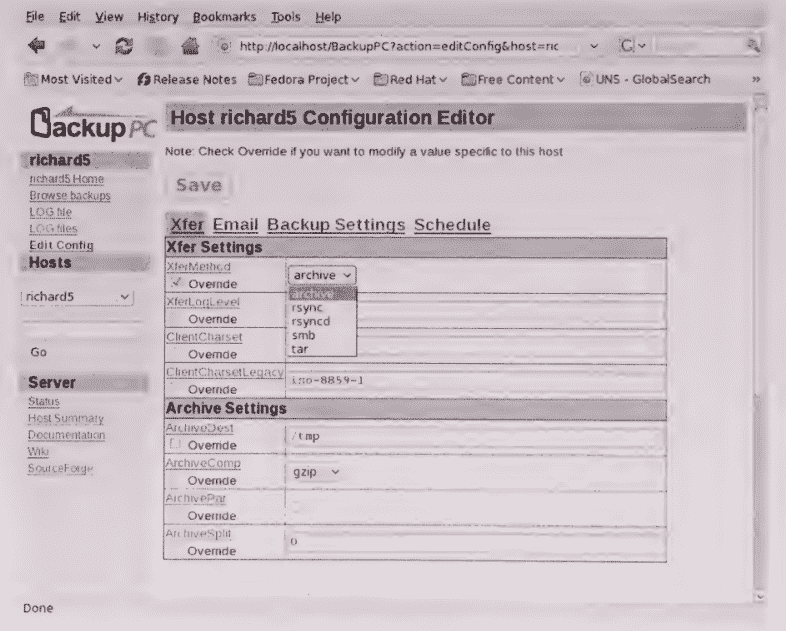 File Edit View History Bookmarks Tools Help
http://localhost/BackupPC?action=editConfig&host=ric
Most Visited Release Notes Fedora Project Red Hat Free Content UNS - GlobalSearch »
BackupPC
Host richard5 Configuration Editor
Note: Check Override if you want to modify a value specific to this host
Save
richard5
richard5 Home
Browse backups
LOG file
LOG files
Edit Config
Hosts
richard5
Go
Server
Status
Host Summary
Documentation
Wiki
SourceForge
Xfer Email Backup Settings Schedule
Xfer Settings
XferMethod
Override
archive
archive
rsync
rsyncd
smb
tar
XferLogLevel
Override
ClientCharset
Override
ClientCharsetLegacy
Override
iso-8859-1
Archive Settings
ArchiveDest
Override
/tmp
ArchiveComp
Override
gzip
ArchivePar
Override
ArchiveSplit
Override
0
Done